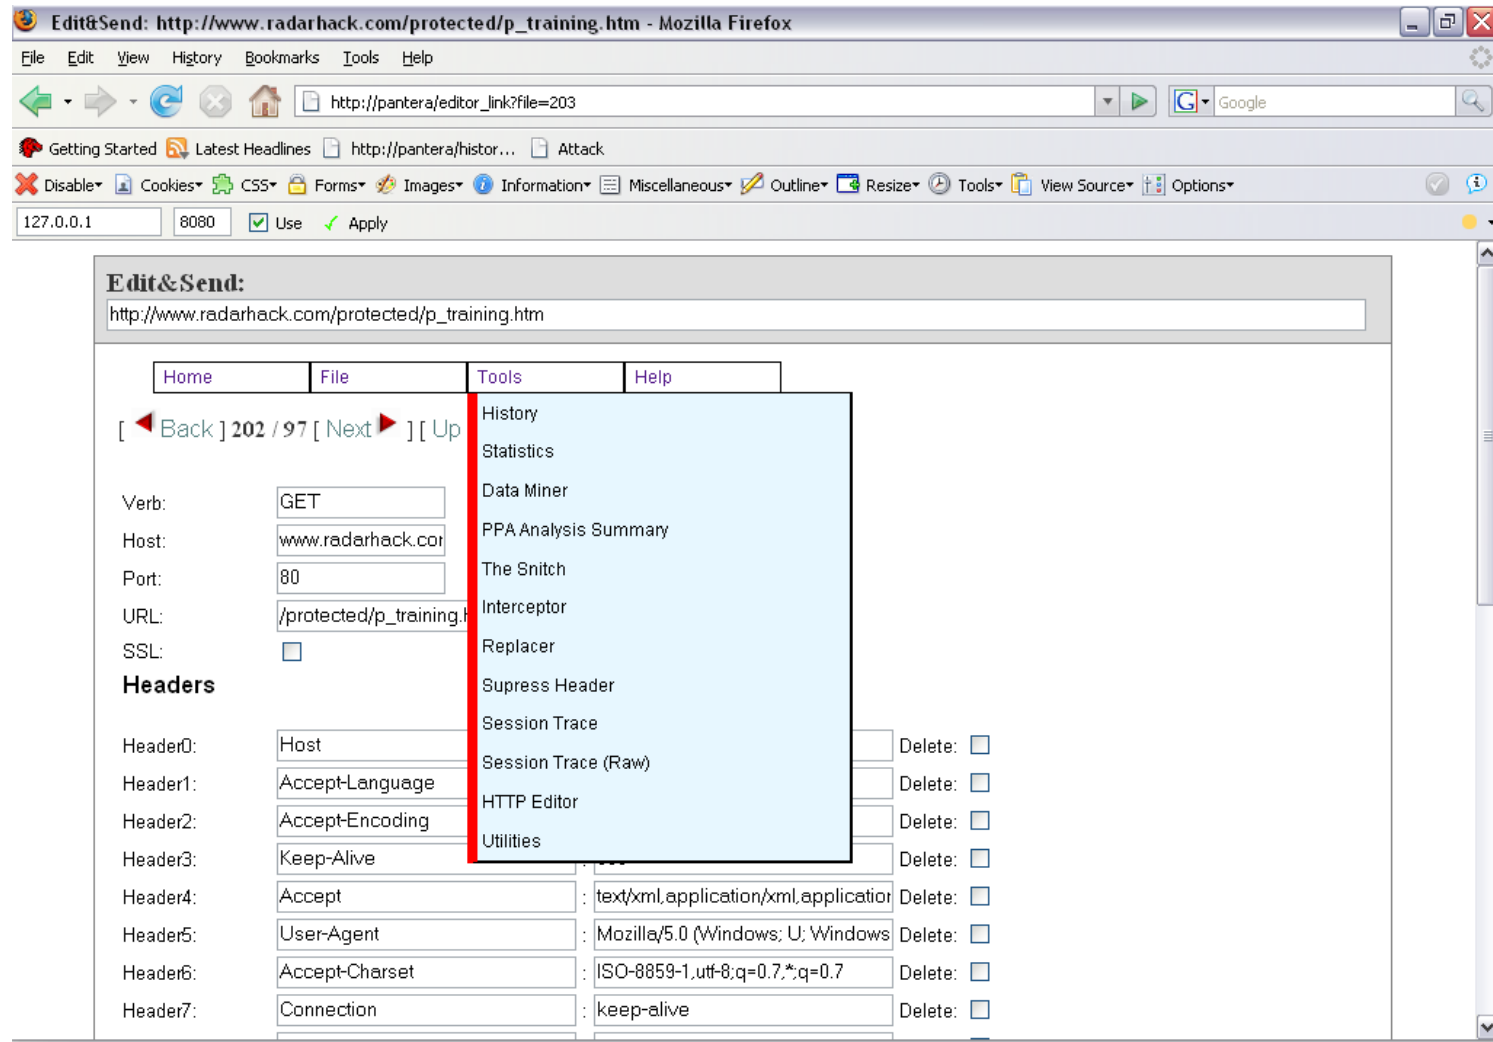 Edit&Send: http://www.radarhack.com/protected/p_training.htm - Mozilla Firefox
File Edit View History Bookmarks Tools Help
http://pantera/editor_link?file=203 G Google
Getting Started Latest Headlines http://pantera/histor... Attack
Disable Cookies CSS Forms Images Information Miscellaneous Outline Resize Tools View Source Options
127.0.0.1 8080 Use Apply
Edit&Send:
http://www.radarhack.com/protected/p_training.htm
Home File Tools Help
[ Back ] 202 / 97 [ Next ] [ Up
History
Statistics
Data Miner
PPA Analysis Summary
The Snitch
Interceptor
Replacer
Supress Header
Session Trace
Session Trace (Raw)
HTTP Editor
Utilities
Verb: GET
Host: www.radarhack.cor
Port: 80
URL: /protected/p_training.
SSL:
Headers
Header0: Host Delete:
Header1: Accept-Language Delete:
Header2: Accept-Encoding Delete:
Header3: Keep-Alive : Delete:
Header4: Accept : text/xml,application/xml,application Delete:
Header5: User-Agent : Mozilla/5.0 (Windows; U; Windows Delete:
Header6: Accept-Charset : ISO-8859-1,utf-8;q=0.7,*;q=0.7 Delete:
Header7: Connection : keep-alive Delete: